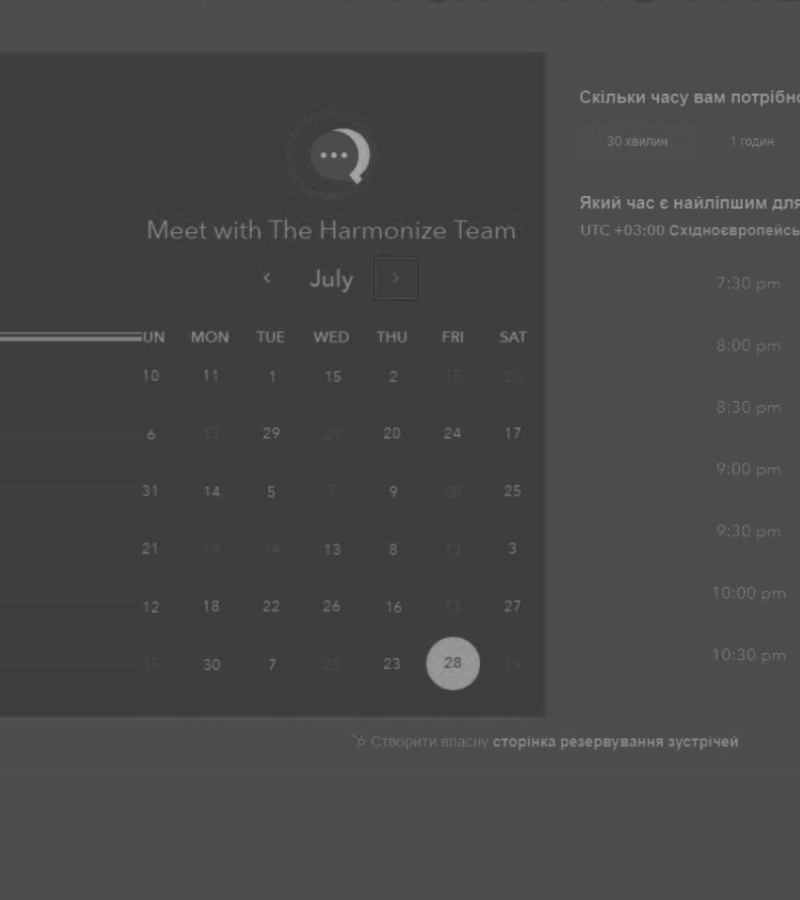 Meet with The Harmonize Team
July
UN MON TUE WED THU FRI SAT
10 11 1 15 2 15 20
6 13 29 29 20 24 17
31 14 5 7 9 28 25
21 19 14 13 8 13 3
12 18 22 26 16 13 27
15 30 7 28 23 28 19
Скільки часу вам потрібно
30 хвилин 1 годин
Який час є найліпшим для
UTC +03:00 Східноєвропейсь
7:30 pm
8:00 pm
8:30 pm
9:00 pm
9:30 pm
10:00 pm
10:30 pm
Створити власну сторінка резервування зустрічей